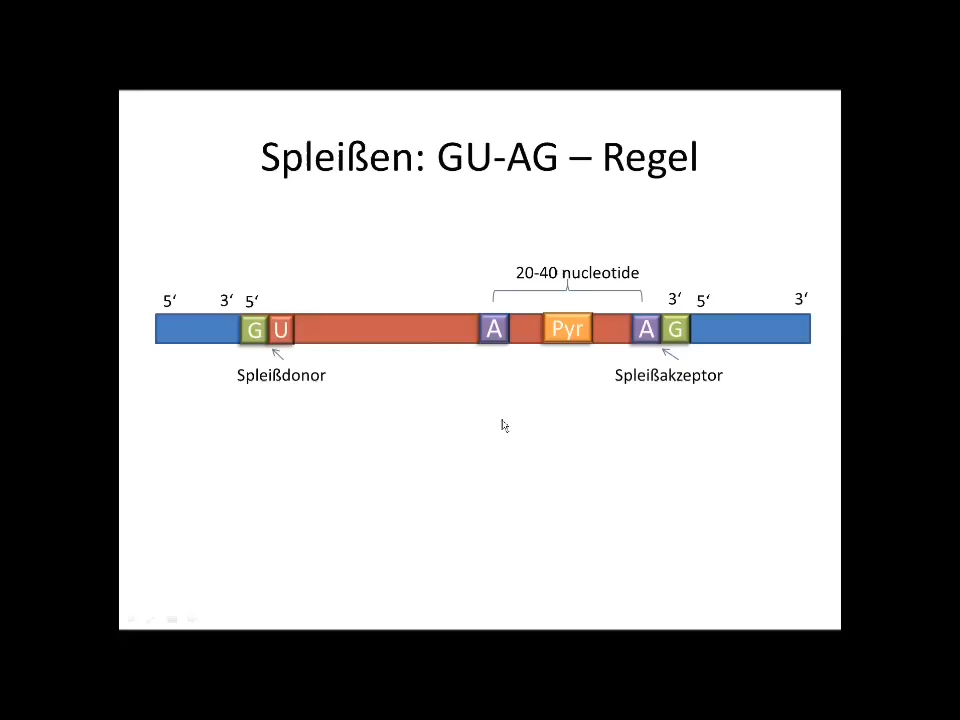 Spleißen: GU-AG – Regel
20-40 nucleotide
5‘ 3‘ 5‘ 3‘ 5‘ 3‘
G U A Pyr A G
Spleißdonor Spleißakzeptor